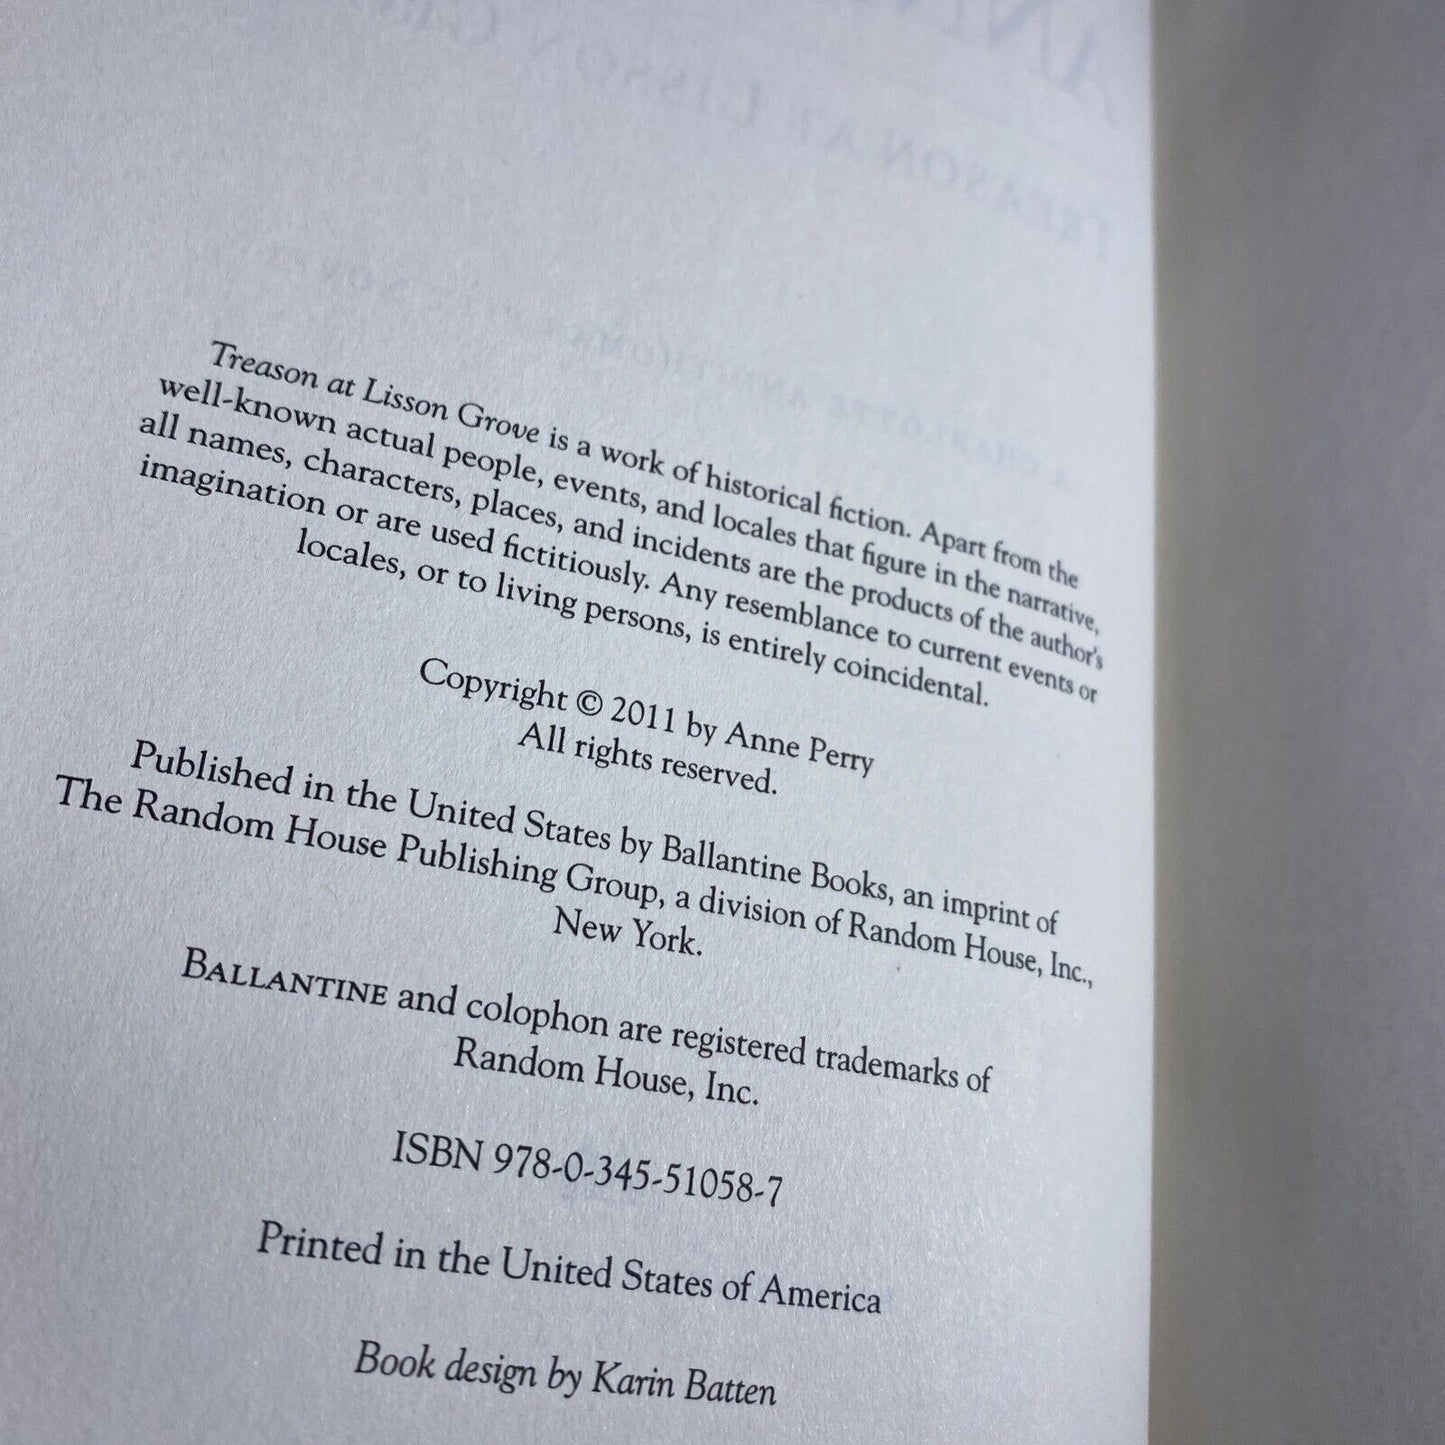 Treason at Lisson Grove is a work of historical fiction. Apart from the
well-known actual people, events, and locales that figure in the narrative,
all names, characters, places, and incidents are the products of the author's
imagination or are used fictitiously. Any resemblance to current events or
locales, or to living persons, is entirely coincidental.
Copyright © 2011 by Anne Perry
All rights reserved.
Published in the United States by Ballantine Books, an imprint of
The Random House Publishing Group, a division of Random House, Inc.,
New York.
BALLANTINE and colophon are registered trademarks of
Random House, Inc.
ISBN 978-0-345-51058-7
Printed in the United States of America
Book design by Karin Batten